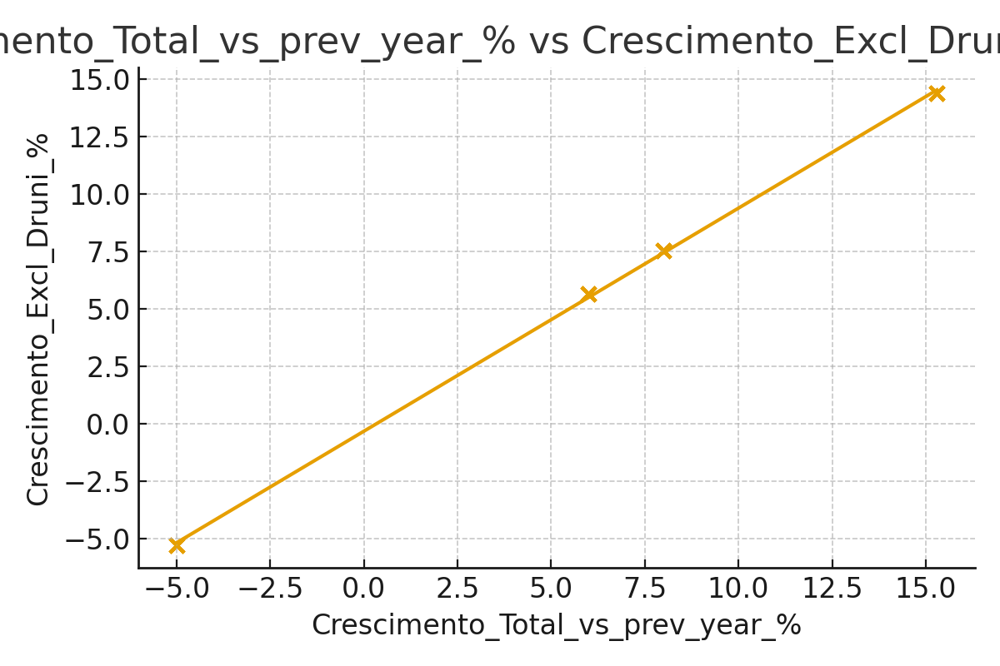 mento_Total_vs_prev_year_% vs Crescimento_Excl_Dru
15.0
12.5
10.0
7.5
5.0
2.5
0.0
−2.5
−5.0
Crescimento_Excl_Druni_%
−5.0 −2.5 0.0 2.5 5.0 7.5 10.0 12.5 15.0
Crescimento_Total_vs_prev_year_%